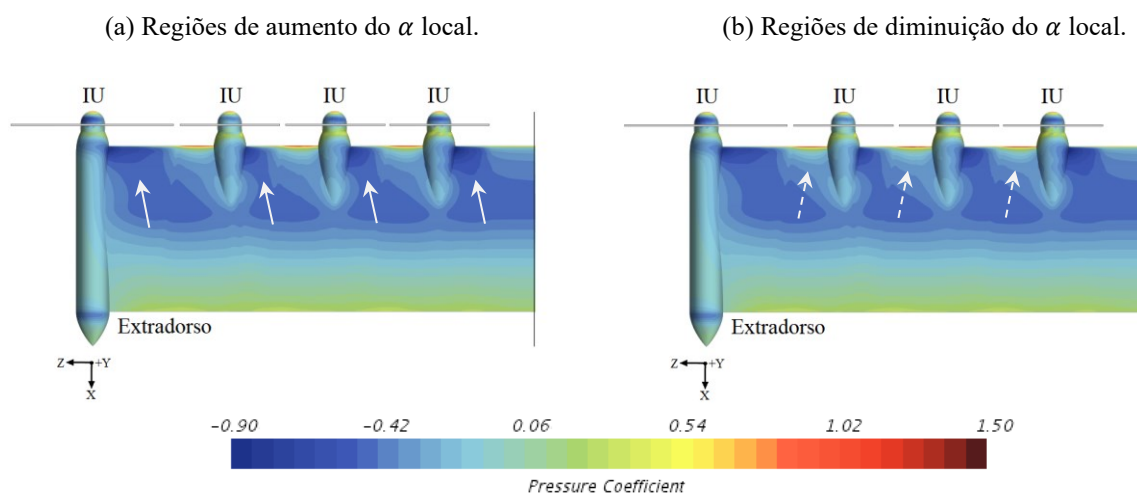 (a) Regiões de aumento do α local.
(b) Regiões de diminuição do α local.
IU IU IU IU
IU IU IU IU
Extradorso
Extradorso
Z +Y
X
Z +Y
X
−0.90 −0.42 0.06 0.54 1.02 1.50
Pressure Coefficient